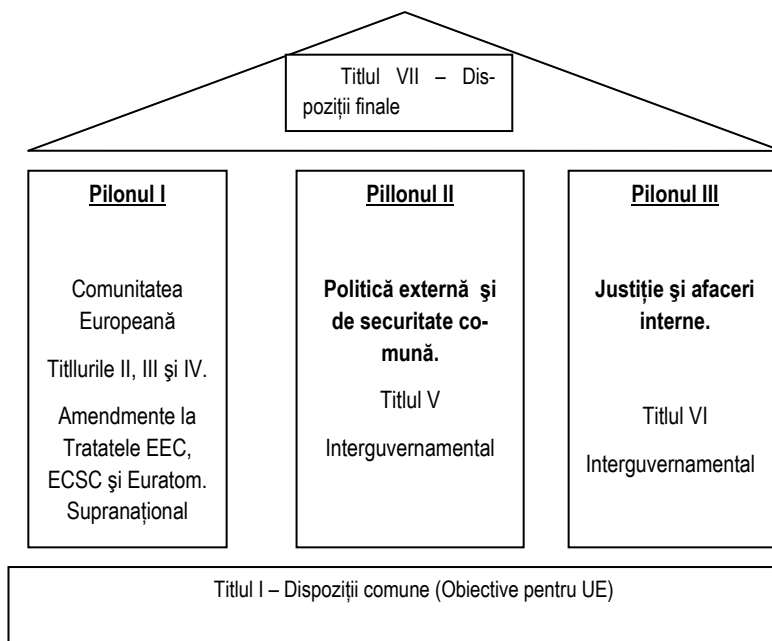 Titlul VII – Dis-
poziții finale
Pilonul I
Comunitatea
Europeană
Titllurile II, III şi IV.
Amendmente la
Tratatele EEC,
ECSC şi Euratom.
Supranațional
Pillonul II
Politică externă şi
de securitate co-
mună.
Titlul V
Interguvernamental
Pilonul III
Justiție şi afaceri
interne.
Titlul VI
Interguvernamental
Titlul I – Dispoziții comune (Obiective pentru UE)